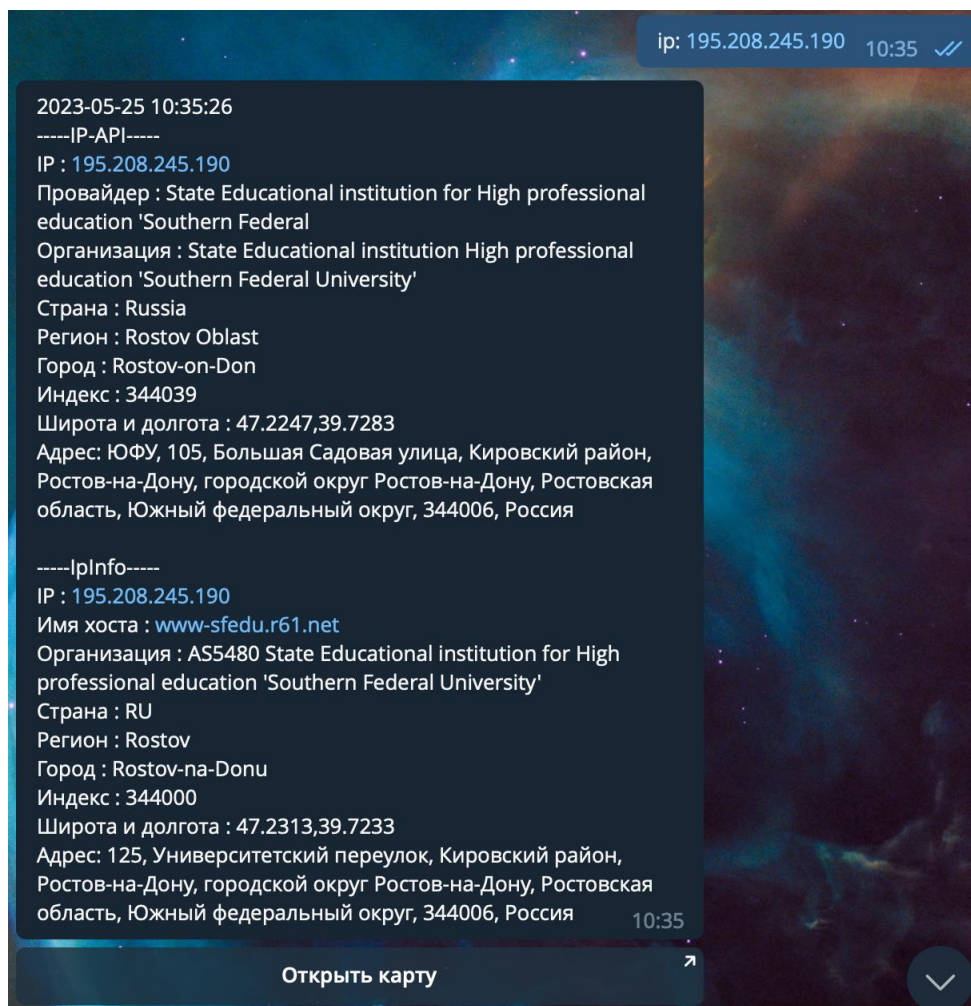 ip: 195.208.245.190 10:35
2023-05-25 10:35:26
-----IP-API-----
IP : 195.208.245.190
Провайдер : State Educational institution for High professional
education 'Southern Federal
Организация : State Educational institution High professional
education 'Southern Federal University'
Страна : Russia
Регион : Rostov Oblast
Город : Rostov-on-Don
Индекс : 344039
Широта и долгота : 47.2247,39.7283
Адрес: ЮФУ, 105, Большая Садовая улица, Кировский район,
Ростов-на-Дону, городской округ Ростов-на-Дону, Ростовская
область, Южный федеральный округ, 344006, Россия
-----IpInfo-----
IP : 195.208.245.190
Имя хоста : www-sfedu.r61.net
Организация : AS5480 State Educational institution for High
professional education 'Southern Federal University'
Страна : RU
Регион : Rostov
Город : Rostov-na-Donu
Индекс : 344000
Широта и долгота : 47.2313,39.7233
Адрес: 125, Университетский переулок, Кировский район,
Ростов-на-Дону, городской округ Ростов-на-Дону, Ростовская
область, Южный федеральный округ, 344006, Россия 10:35
Открыть карту